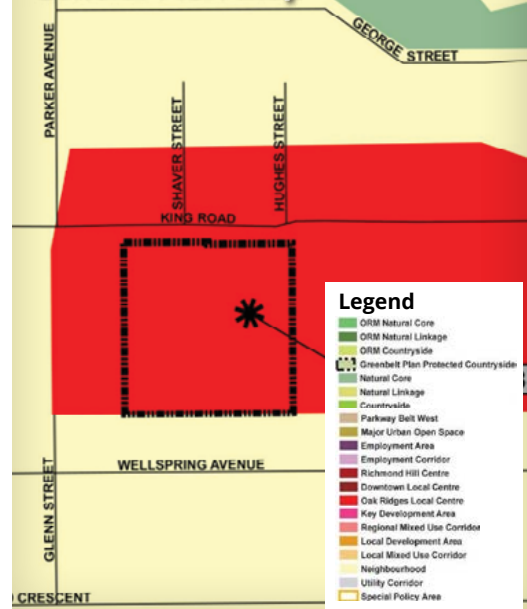 GEORGE STREET
PARKER AVENUE
SHAVER STREET
HUGHES STREET
KING ROAD
Legend
ORM Natural Core
ORM Natural Linkage
ORM Countryside
Greenbelt Plan Protected Countryside
Natural Core
Natural Linkage
Countryside
Parkway Belt West
Major Urban Open Space
Employment Area
Employment Corridor
Richmond Hill Centre
Downtown Local Centre
Oak Ridges Local Centre
Key Development Area
Regional Mixed Use Corridor
Local Development Area
Local Mixed Use Corridor
Neighbourhood
Utility Corridor
Special Policy Area
WELLSPRING AVENUE
GLENN STREET
CRESCENT